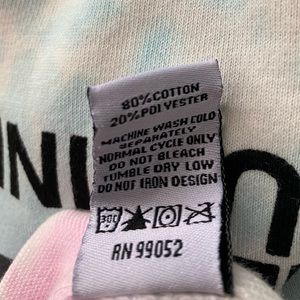 80% COTTON
20% POLYESTER
MACHINE WASH COLD
SEPARATELY
NORMAL CYCLE ONLY
DO NOT BLEACH
TUMBLE DRY LOW
DO NOT IRON DESIGN
30C
RN 99052